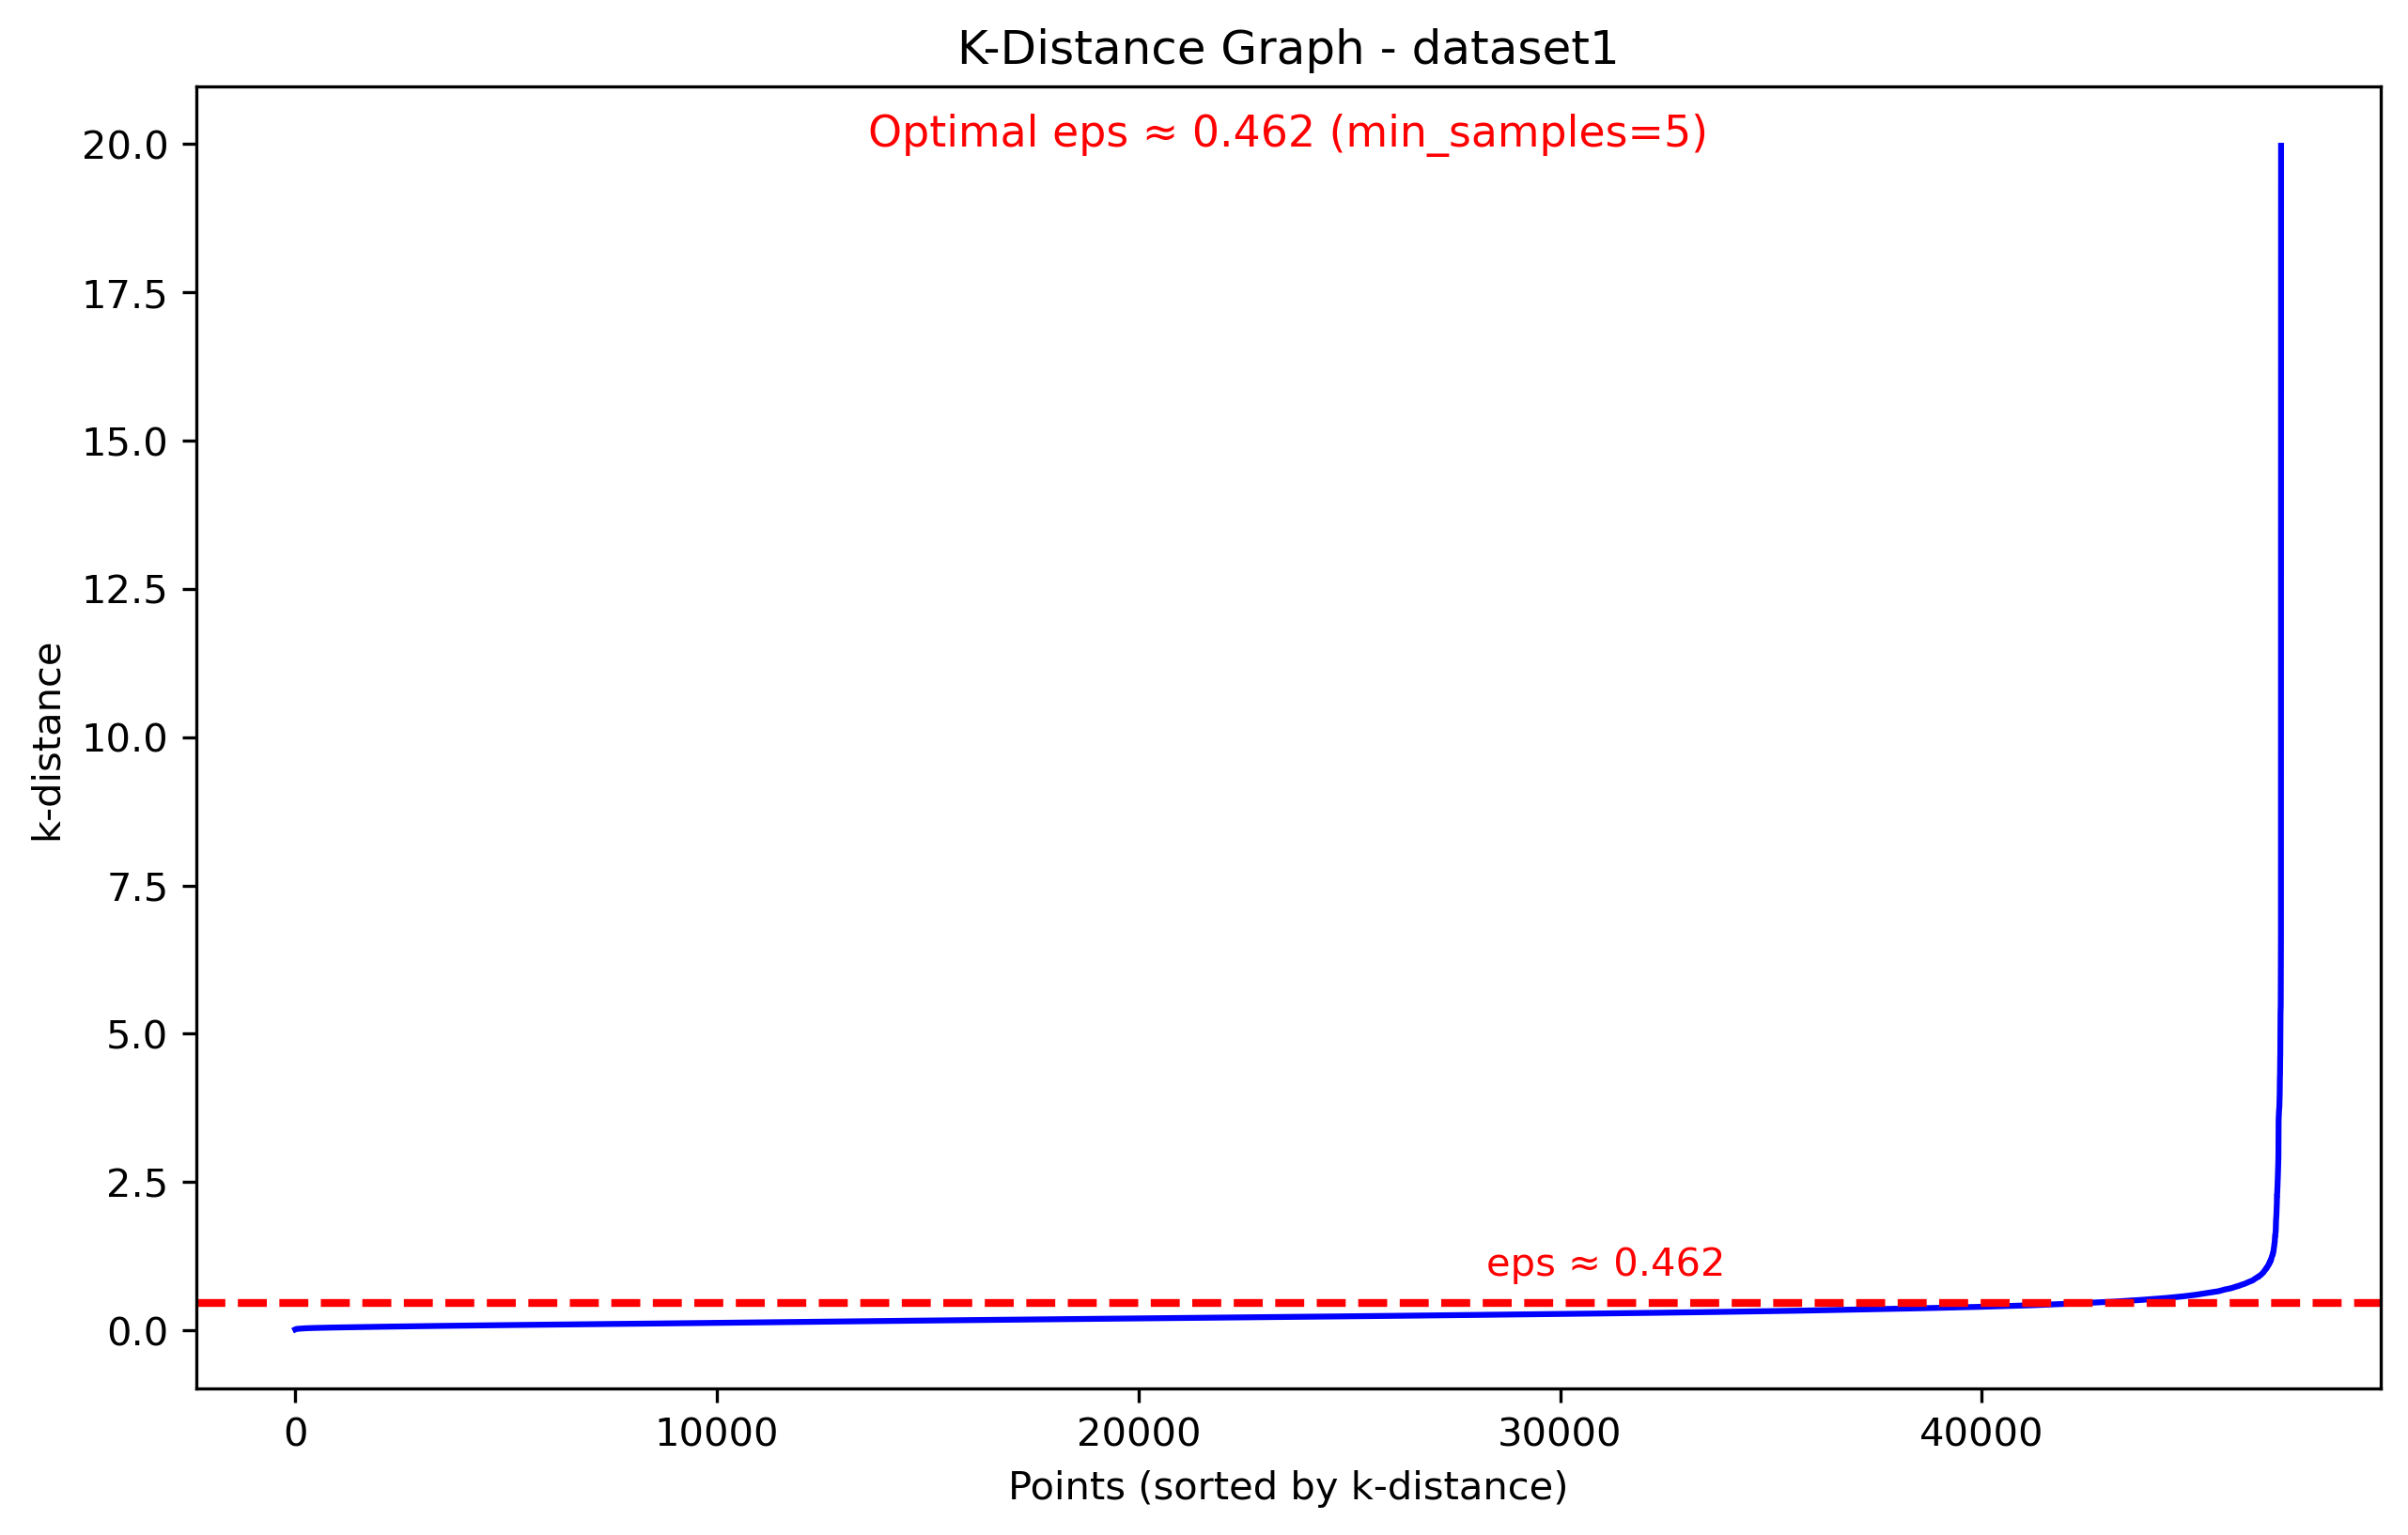 K-Distance Graph - dataset1
Optimal eps ≈ 0.462 (min_samples=5)
20.0
17.5
15.0
12.5
10.0
7.5
5.0
2.5
0.0
k-distance
eps ≈ 0.462
0 10000 20000 30000 40000
Points (sorted by k-distance)